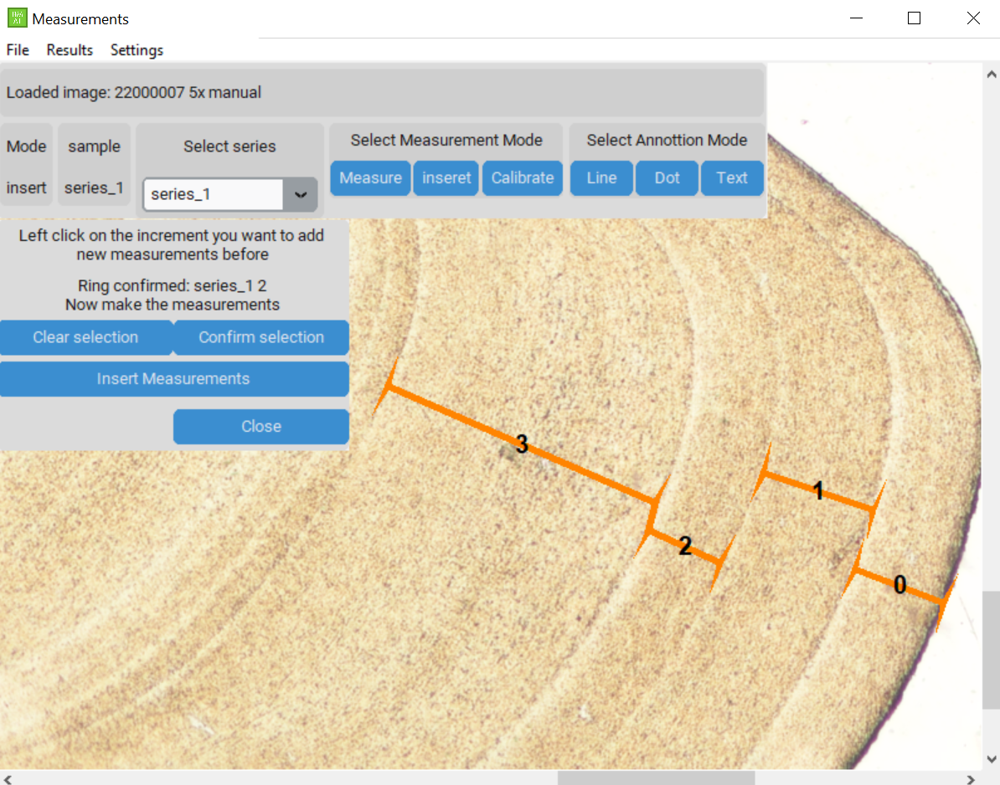 Measurements
File Results Settings
Loaded image: 22000007 5x manual
Mode sample Select series Select Measurement Mode Select Annottion Mode
insert series_1 series_1 Measure inseret Calibrate Line Dot Text
Left click on the increment you want to add
new measurements before
Ring confirmed: series_1 2
Now make the measurements
Clear selection Confirm selection
Insert Measurements
Close
3
1
2
0